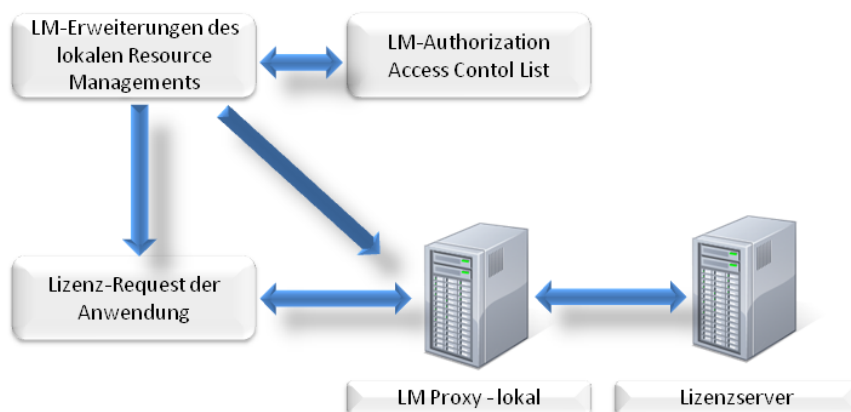 LM-Erweiterungen des
lokalen Resource
Managements
LM-Authorization
Access Contol List
Lizenz-Request der
Anwendung
LM Proxy - lokal
Lizenzserver